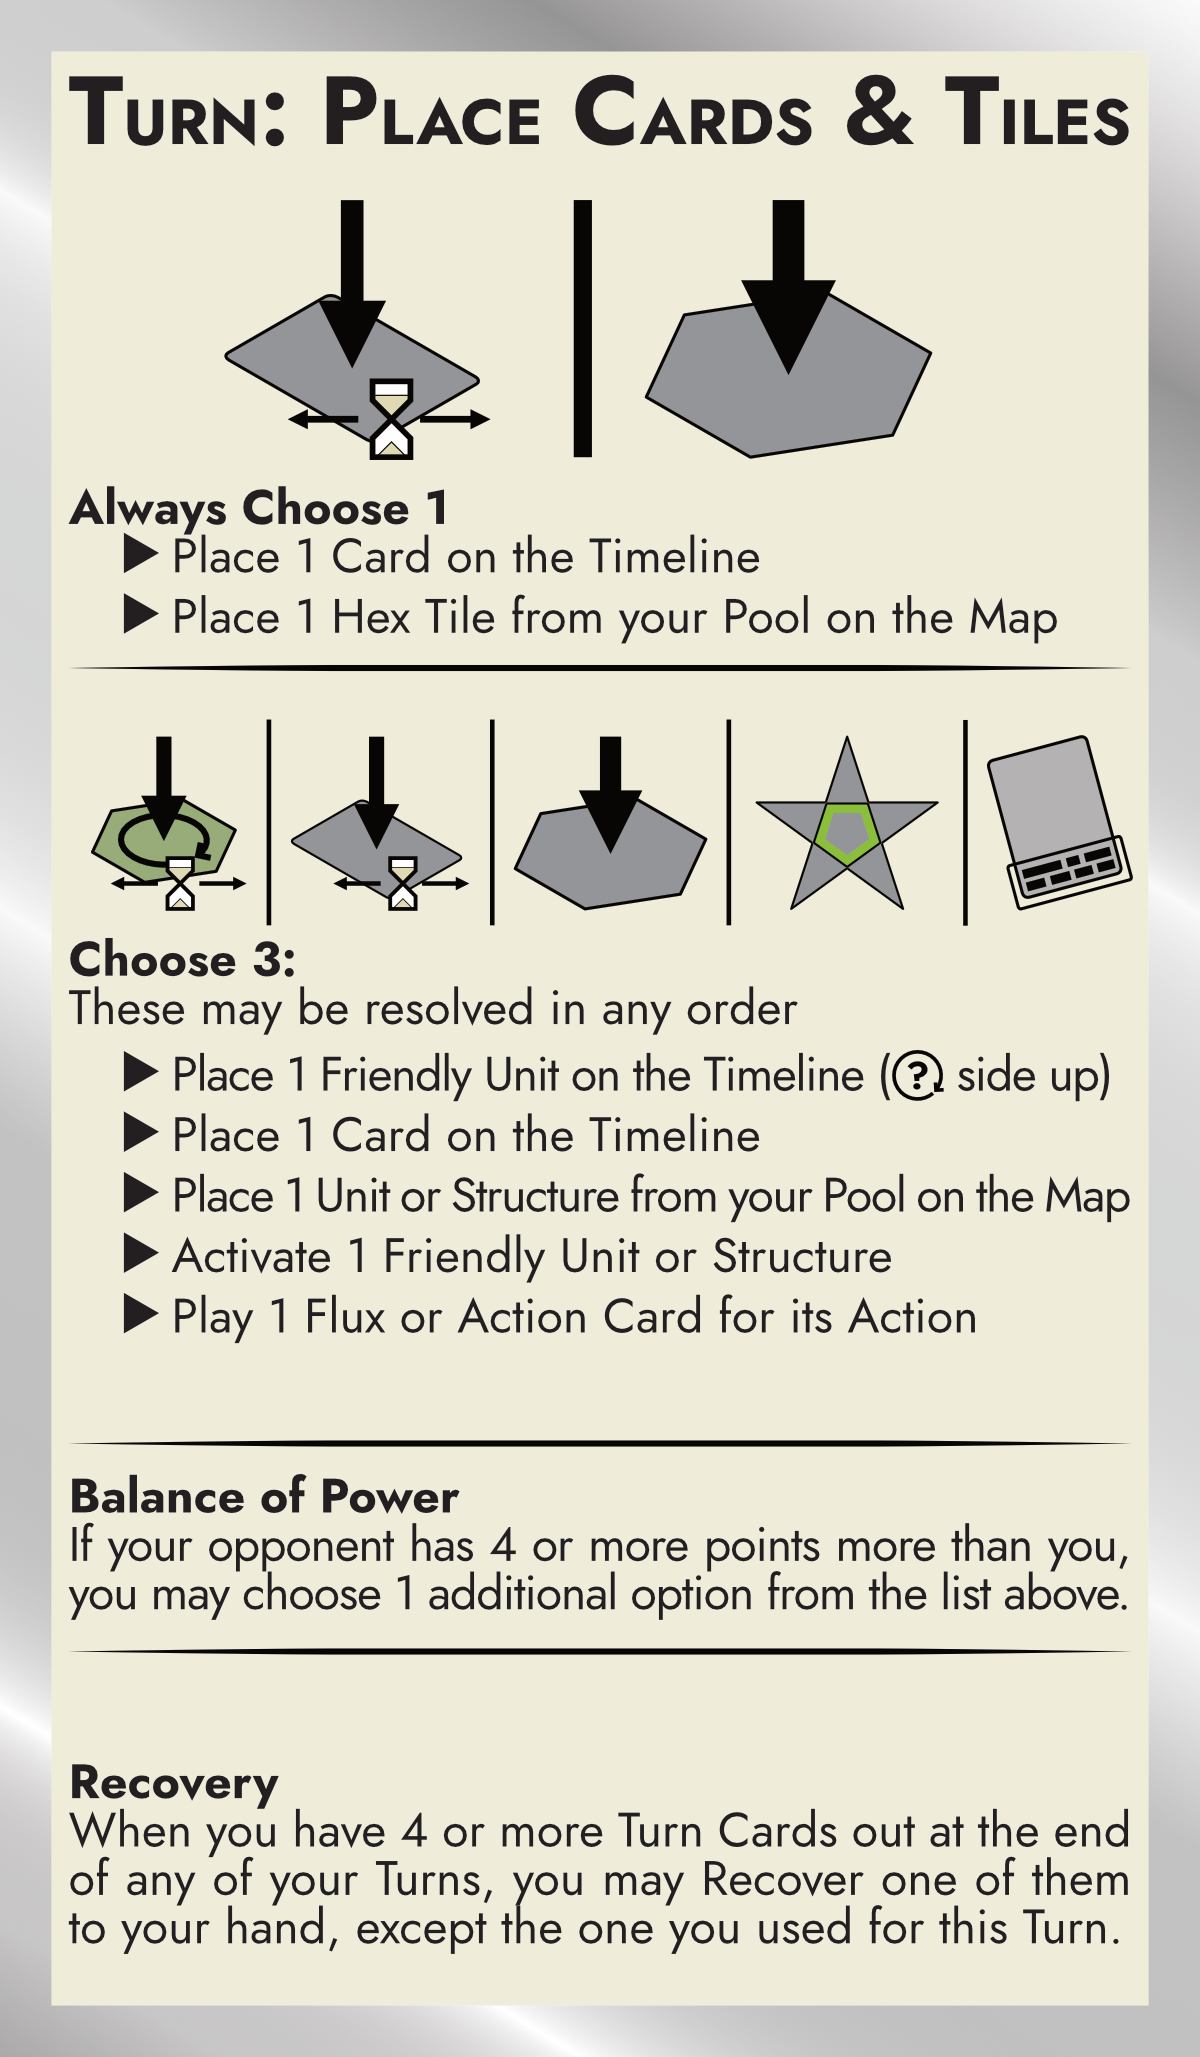 Turn: Place Cards & Tiles
Always Choose 1
▶ Place 1 Card on the Timeline
▶ Place 1 Hex Tile from your Pool on the Map
Choose 3:
These may be resolved in any order
▶ Place 1 Friendly Unit on the Timeline (? side up)
▶ Place 1 Card on the Timeline
▶ Place 1 Unit or Structure from your Pool on the Map
▶ Activate 1 Friendly Unit or Structure
▶ Play 1 Flux or Action Card for its Action
Balance of Power
If your opponent has 4 or more points more than you,
you may choose 1 additional option from the list above.
Recovery
When you have 4 or more Turn Cards out at the end
of any of your Turns, you may Recover one of them
to your hand, except the one you used for this Turn.